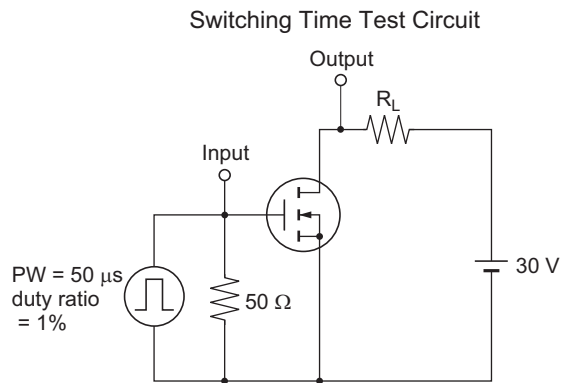 Switching Time Test Circuit
Output
R_L
Input
PW = 50 μs
duty ratio
= 1%
50 Ω
30 V